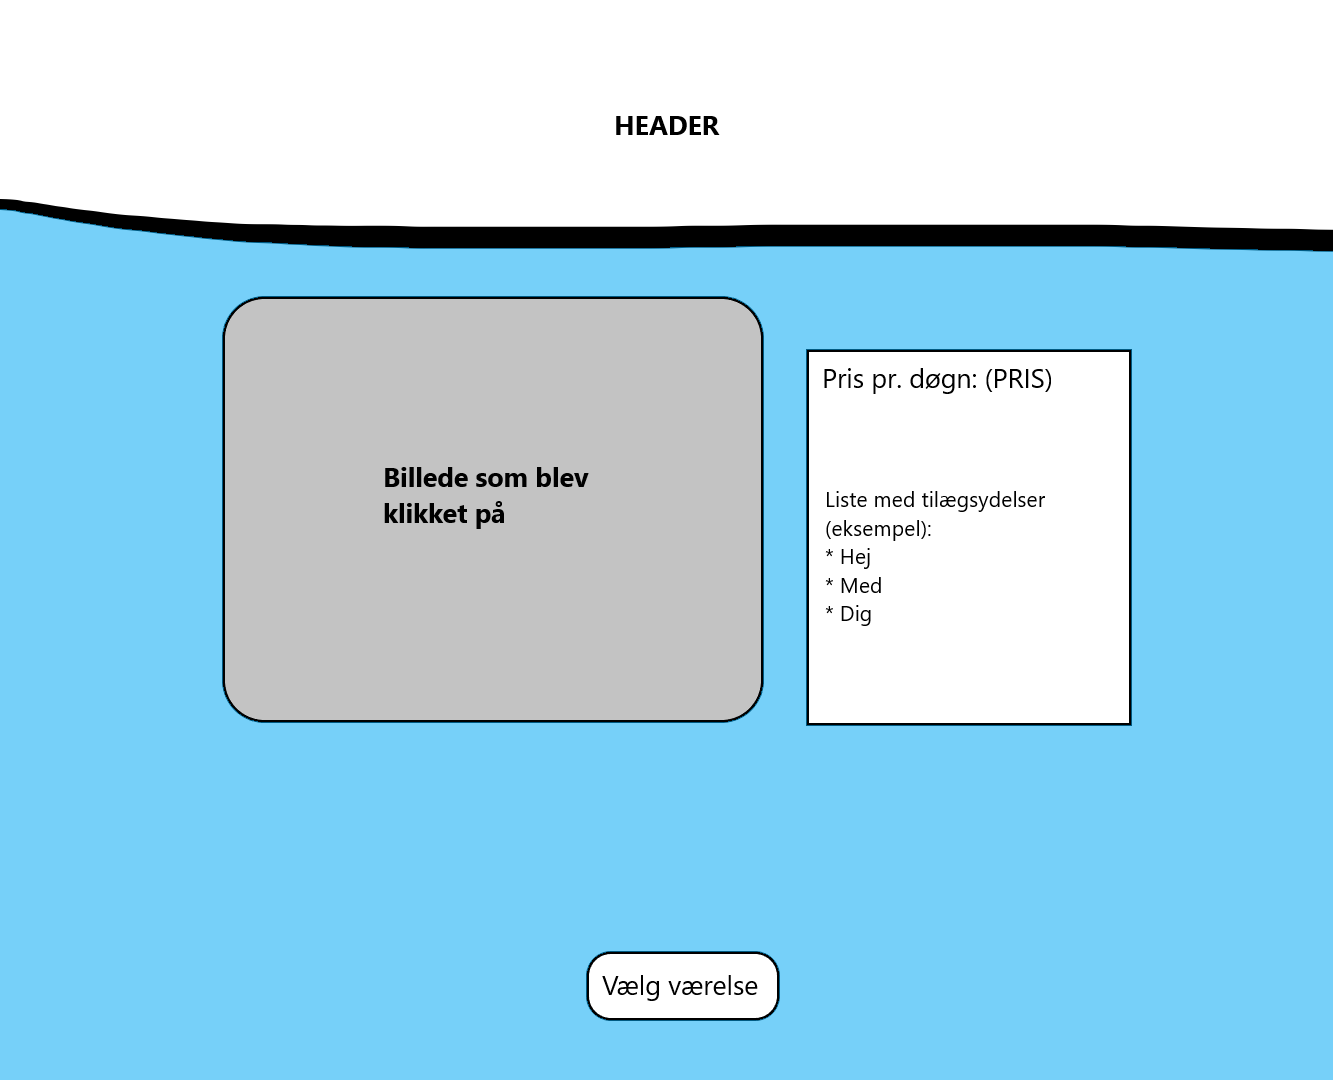 HEADER
Billede som blev
klikket på
Pris pr. døgn: (PRIS)
Liste med tilægsydelser
(eksempel):
* Hej
* Med
* Dig
Vælg værelse